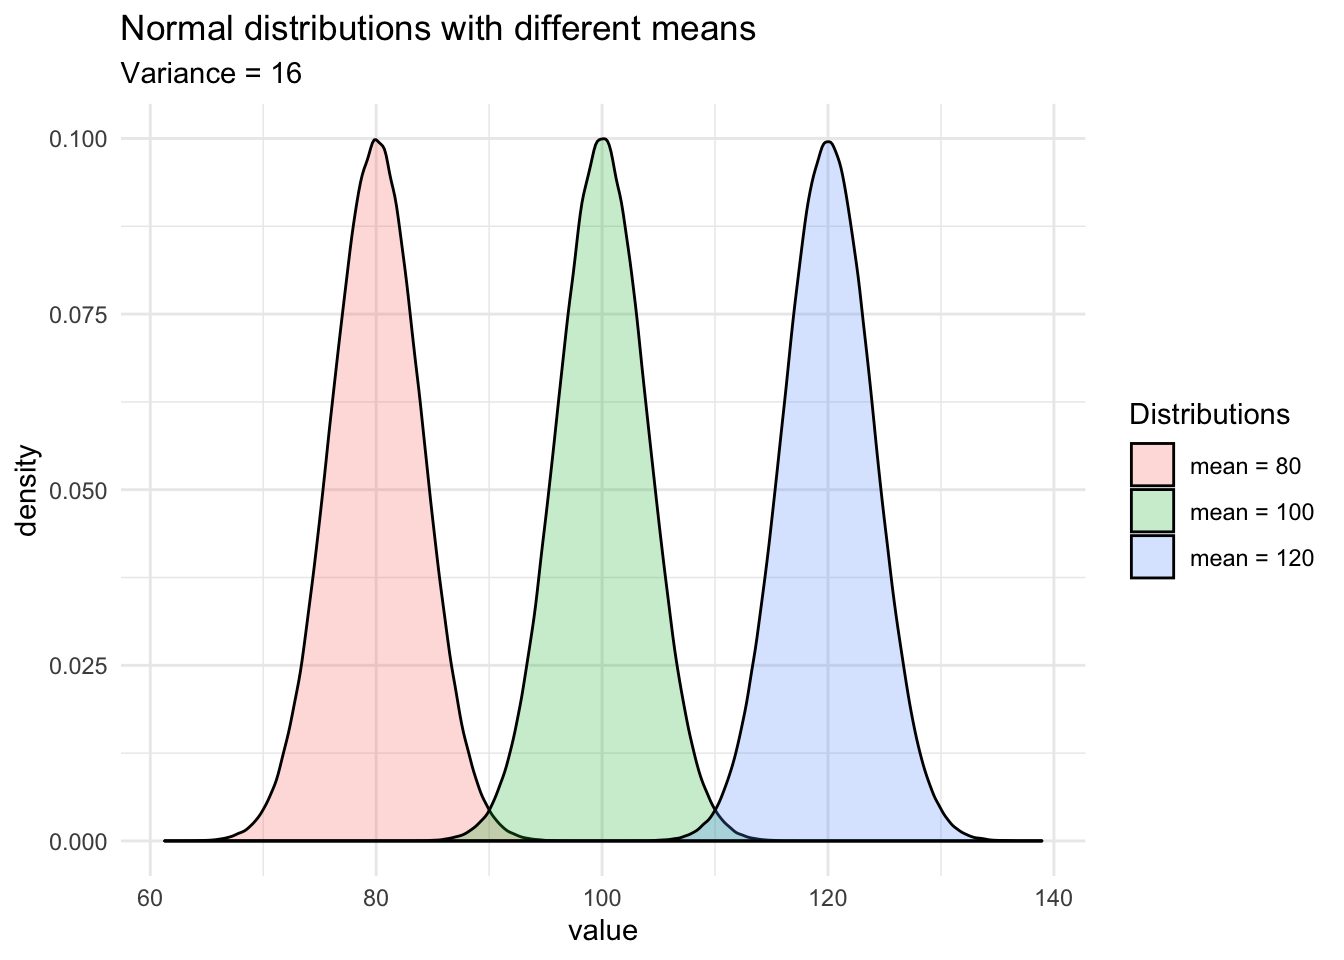 Normal distributions with different means
Variance = 16
0.100
0.075
0.050
0.025
0.000
density
60 80 100 120 140
value
Distributions
mean = 80
mean = 100
mean = 120